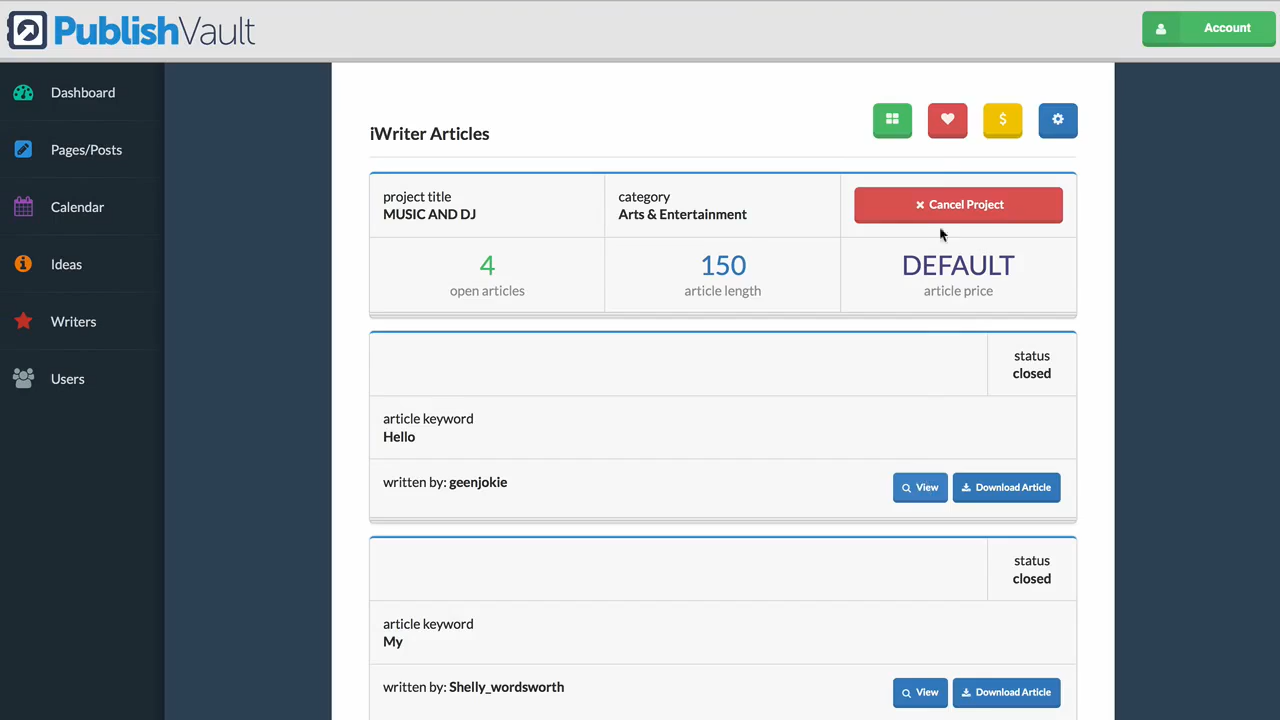 PublishVault
Account
Dashboard
Pages/Posts
Calendar
Ideas
Writers
Users
iWriter Articles
$
project title
MUSIC AND DJ
category
Arts & Entertainment
Cancel Project
4
open articles
150
article length
DEFAULT
article price
status
closed
article keyword
Hello
written by: geenjokie
View
Download Article
status
closed
article keyword
My
written by: Shelly_wordsworth
View
Download Article